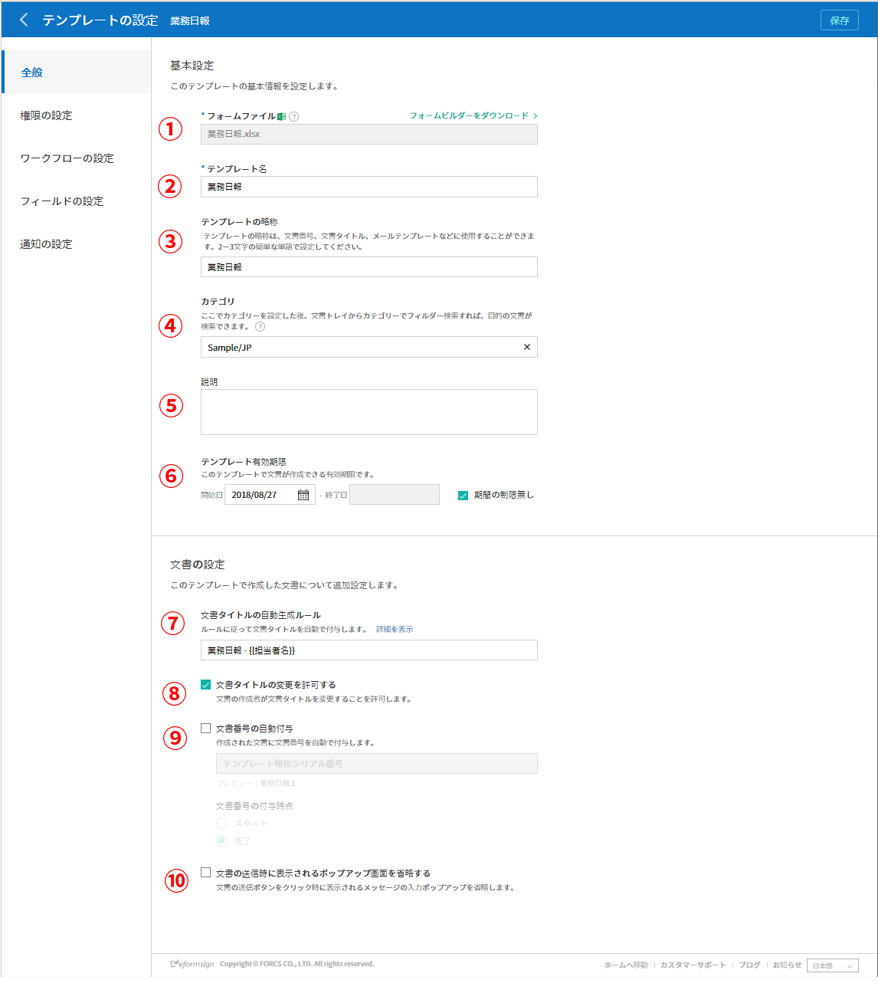 テンプレートの設定 業務日報 保存
全般
権限の設定
ワークフローの設定
フィールドの設定
通知の設定
基本設定
このテンプレートの基本情報を設定します。
① * フォームファイル ? フォームビルダーをダウンロード >
業務日報.xlsx
② * テンプレート名
業務日報
③ テンプレートの略称
テンプレートの略称は、文書番号、文書タイトル、メールテンプレートなどに使用することができま
す。2ー3文字の簡単な単語で設定してください。
業務日報
④ カテゴリ
ここでカテゴリーを設定した後、文書トレイからカテゴリーでフィルダー検索すれば、目的の文書が
検索できます。 ?
Sample/JP ×
⑤ 説明
⑥ テンプレート有効期限
このテンプレートで文書が作成できる有効期限です。
開始日 2018/08/27 - 終了日 期間の制限無し
文書の設定
このテンプレートで作成した文書について追加設定します。
⑦ 文書タイトルの自動生成ルール
ルールに従って文書タイトルを自動で付与します。 詳細を表示
業務日報 - {{担当者名}}
⑧ 文書タイトルの変更を許可する
文書の作成者が文書タイトルを変更することを許可します。
⑨ 文書番号の自動付与
作成された文書に文書番号を自動で付与します。
テンプレート略称シリアル番号
プレビュー | 業務日報 1
文書番号の付与時点
スタート
完了
⑩ 文書の送信時に表示されるポップアップ画面を省略する
文書の送信ボタンをクリック時に表示されるメッセージの入力ポップアップを省略します。
eformsign Copyright © FORCS CO., LTD. All rights reserved. ホームへ移動 | カスタマーサポート | ブログ | お知らせ 日本語